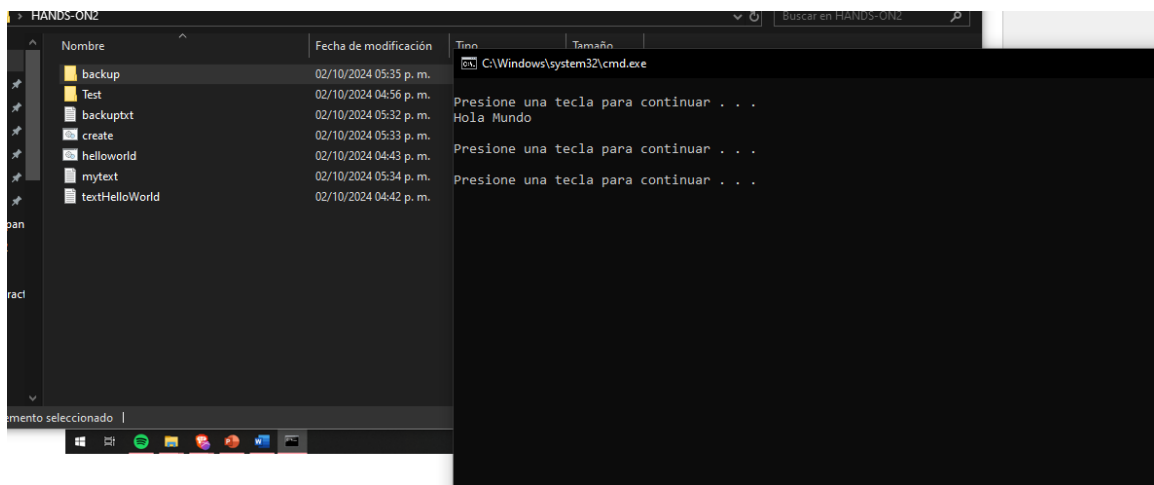 > HANDS-ON2
Buscar en HANDS-ON2
Nombre Fecha de modificación Tipo Tamaño
backup 02/10/2024 05:35 p. m.
Test 02/10/2024 04:56 p. m.
backuptxt 02/10/2024 05:32 p. m.
create 02/10/2024 05:33 p. m.
helloworld 02/10/2024 04:43 p. m.
mytext 02/10/2024 05:34 p. m.
textHelloWorld 02/10/2024 04:42 p. m.
pan
ract
emento seleccionado
C:\Windows\system32\cmd.exe
Presione una tecla para continuar . . .
Hola Mundo
Presione una tecla para continuar . . .
Presione una tecla para continuar . . .